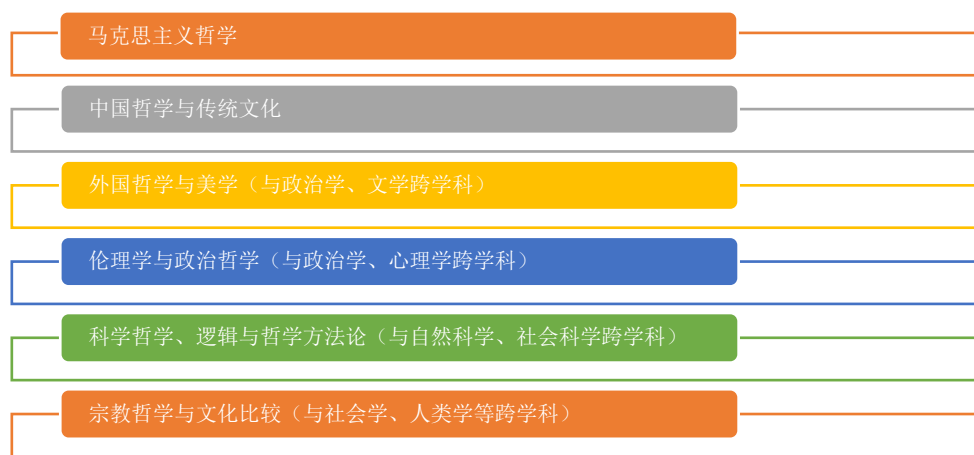 马克思主义哲学
中国哲学与传统文化
外国哲学与美学（与政治学、文学跨学科）
伦理学与政治哲学（与政治学、心理学跨学科）
科学哲学、逻辑与哲学方法论（与自然科学、社会科学跨学科）
宗教哲学与文化比较（与社会学、人类学等跨学科）